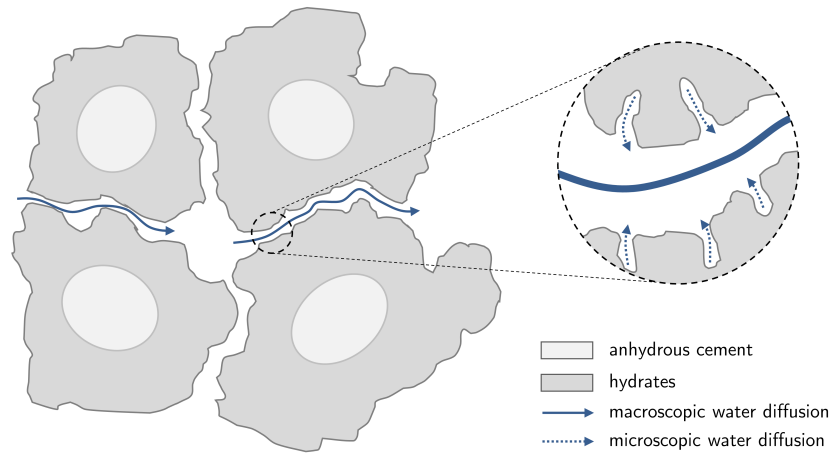 anhydrous cement
hydrates
macroscopic water diffusion
microscopic water diffusion